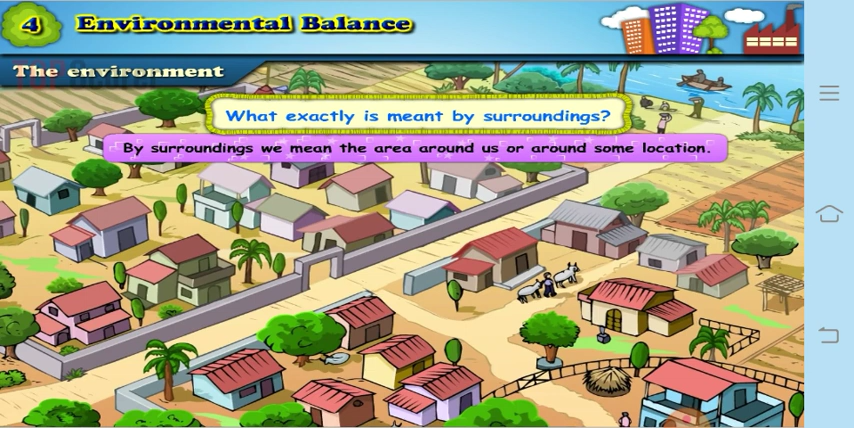 4 Environmental Balance
The environment
What exactly is meant by surroundings?
By surroundings we mean the area around us or around some location.